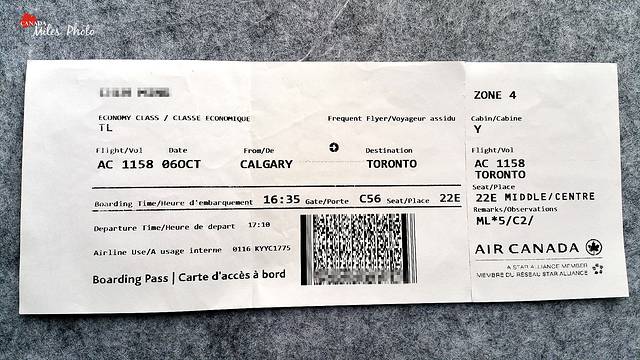 CANADA
Miles Photo
ECONOMY CLASS / CLASSE ECONOMIQUE
TL
Frequent Flyer/Voyageur assidu
Flight/Vol Date From/De Destination
AC 1158 06OCT CALGARY TORONTO
Boarding Time/Heure d'embarquement 16:35 Gate/Porte C56 Seat/Place 22E
Departure Time/Heure de depart 17:10
Airline Use/A usage interne 0116 KYYC1775
Boarding Pass | Carte d'accès à bord
ZONE 4
Cabin/Cabine
Y
Flight/Vol
AC 1158
TORONTO
Seat/Place
22E MIDDLE/CENTRE
Remarks/Observations
ML*5/C2/
AIR CANADA
A STAR ALLIANCE MEMBER
MEMBRE DU RÉSEAU STAR ALLIANCE